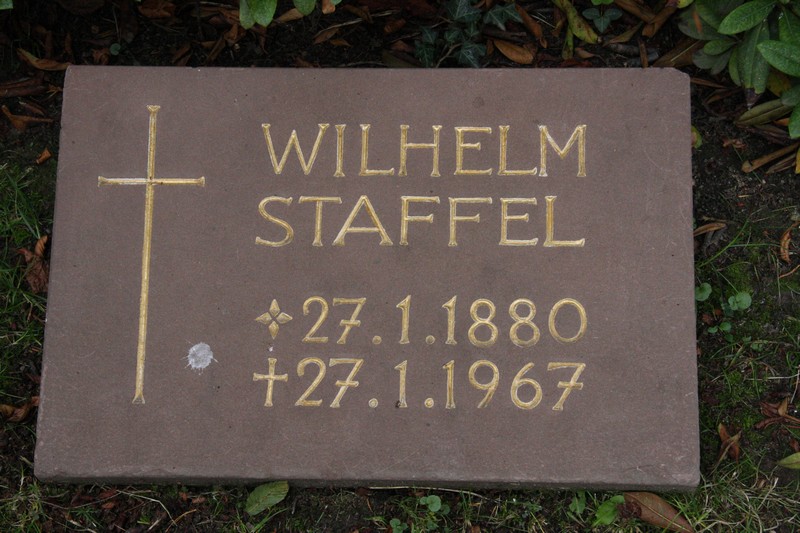 WILHELM
STAFFEL
✧ 27.1.1880
† 27.1.1967